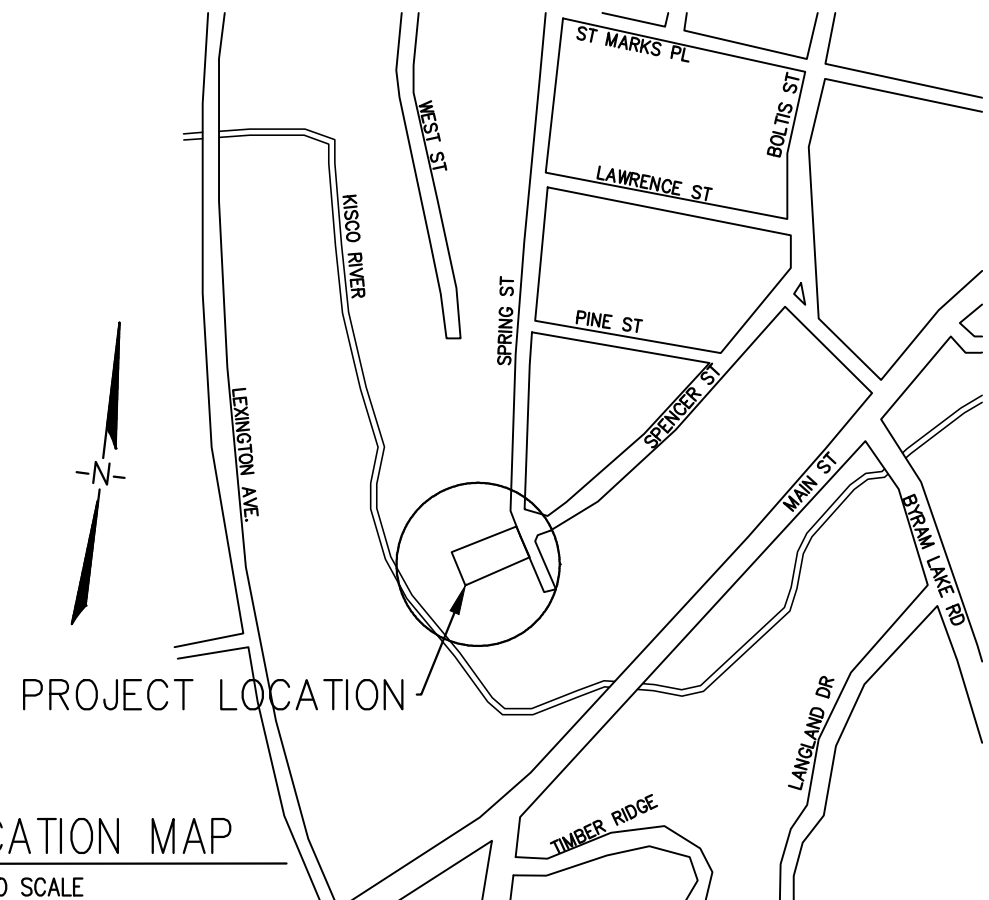 ST MARKS PL
BOLTIS ST
WEST ST
LAWRENCE ST
KISCO RIVER
SPRING ST
PINE ST
SPENCER ST
LEXINGTON AVE.
-N-
MAIN ST
BYRAM LAKE RD
PROJECT LOCATION
LANGLAND DR
CATION MAP
TIMBER RIDGE
O SCALE